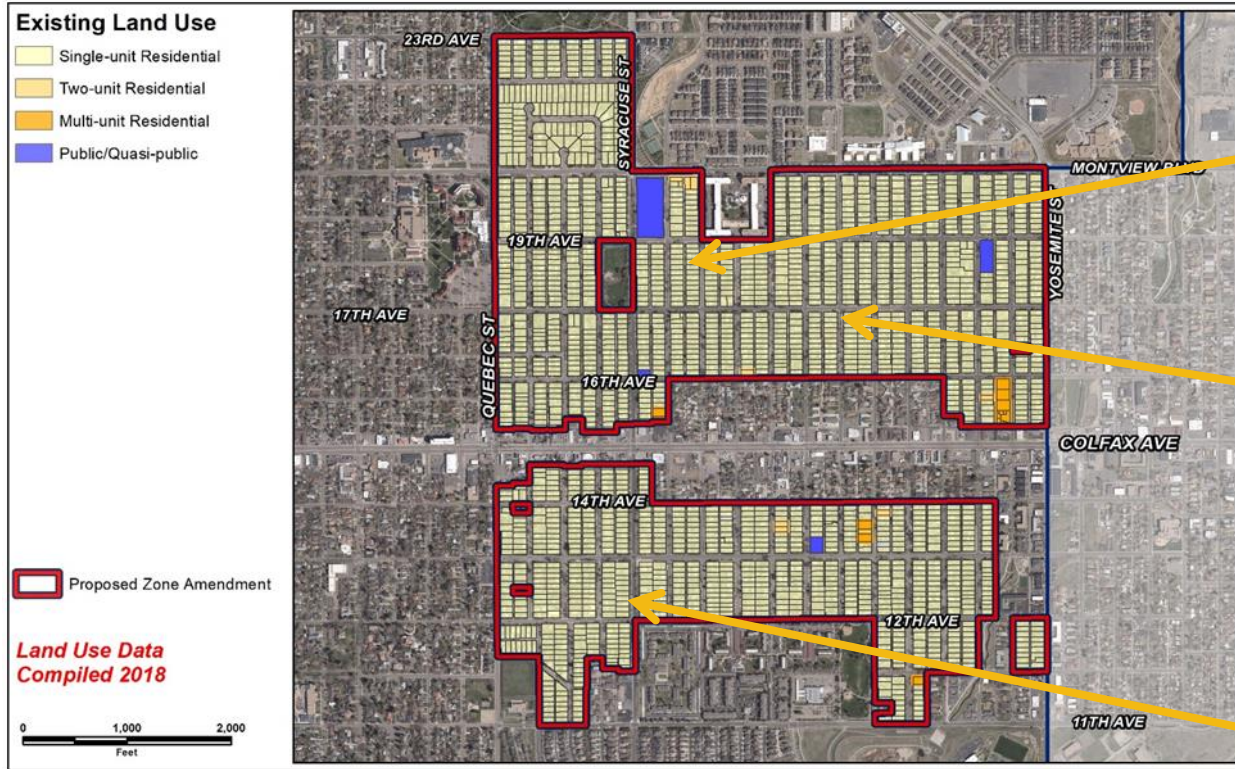 Existing Land Use
Single-unit Residential
Two-unit Residential
Multi-unit Residential
Public/Quasi-public
Proposed Zone Amendment
Land Use Data
Compiled 2018
0 1,000 2,000
Feet
23RD AVE
SYRACUSE ST
MONTVIEW BLVD
19TH AVE
YOSEMITE ST
17TH AVE
QUEBEC ST
16TH AVE
COLFAX AVE
14TH AVE
12TH AVE
11TH AVE